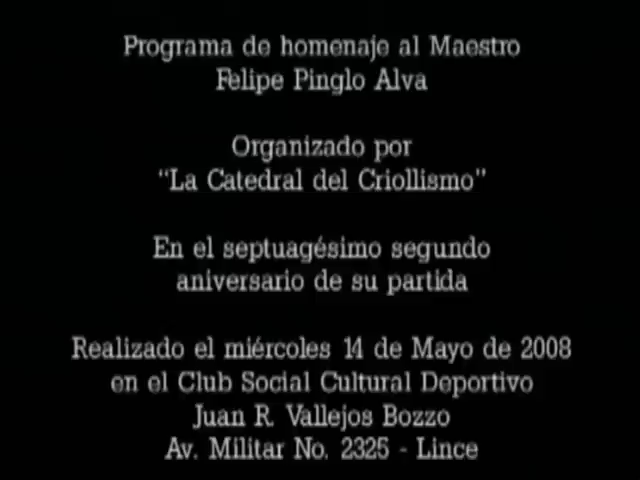 Programa de homenaje al Maestro
Felipe Pinglo Alva
Organizado por
"La Catedral del Criollismo"
En el septuagésimo segundo
aniversario de su partida
Realizado el miércoles 14 de Mayo de 2008
en el Club Social Cultural Deportivo
Juan R. Vallejos Bozzo
Av. Militar No. 2325 - Lince